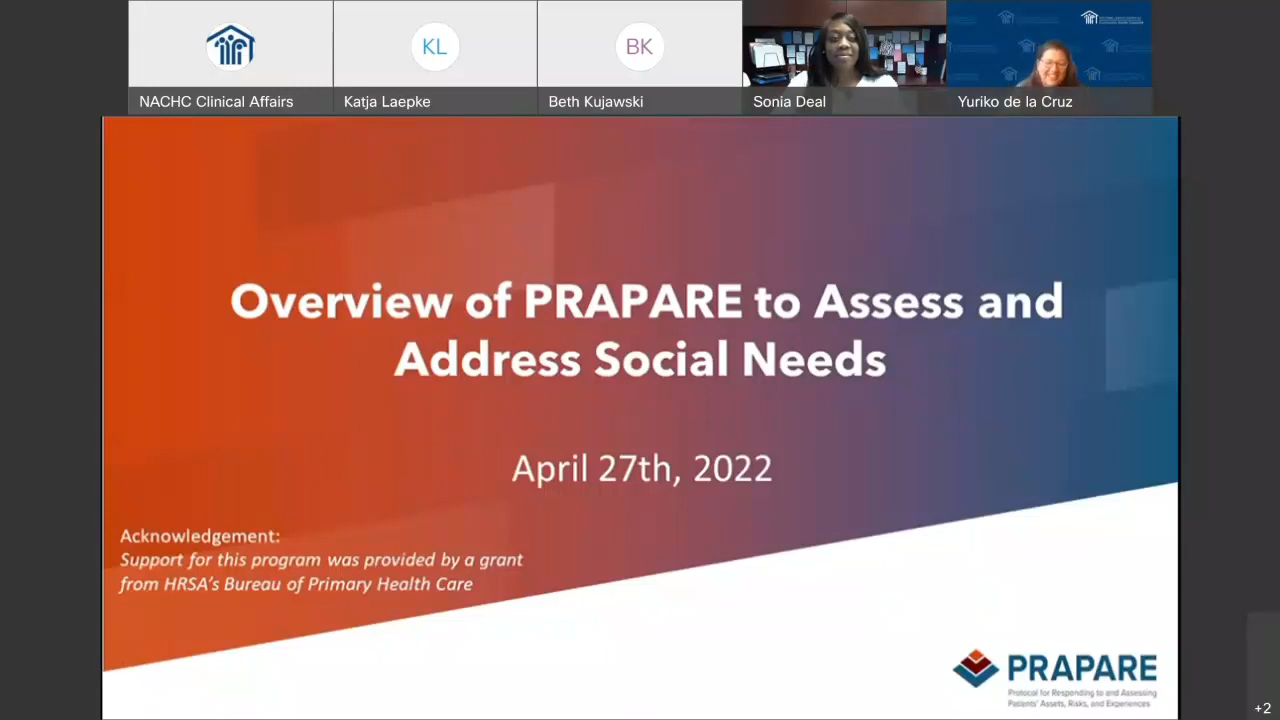 KL
BK
NACHC Clinical Affairs
Katja Laepke
Beth Kujawski
Sonia Deal
Yuriko de la Cruz
Overview of PRAPARE to Assess and
Address Social Needs
April 27th, 2022
Acknowledgement:
Support for this program was provided by a grant
from HRSA's Bureau of Primary Health Care
PRAPARE
Protocol for Responding to and Assessing
Patients' Assets, Risks, and Experiences
+2